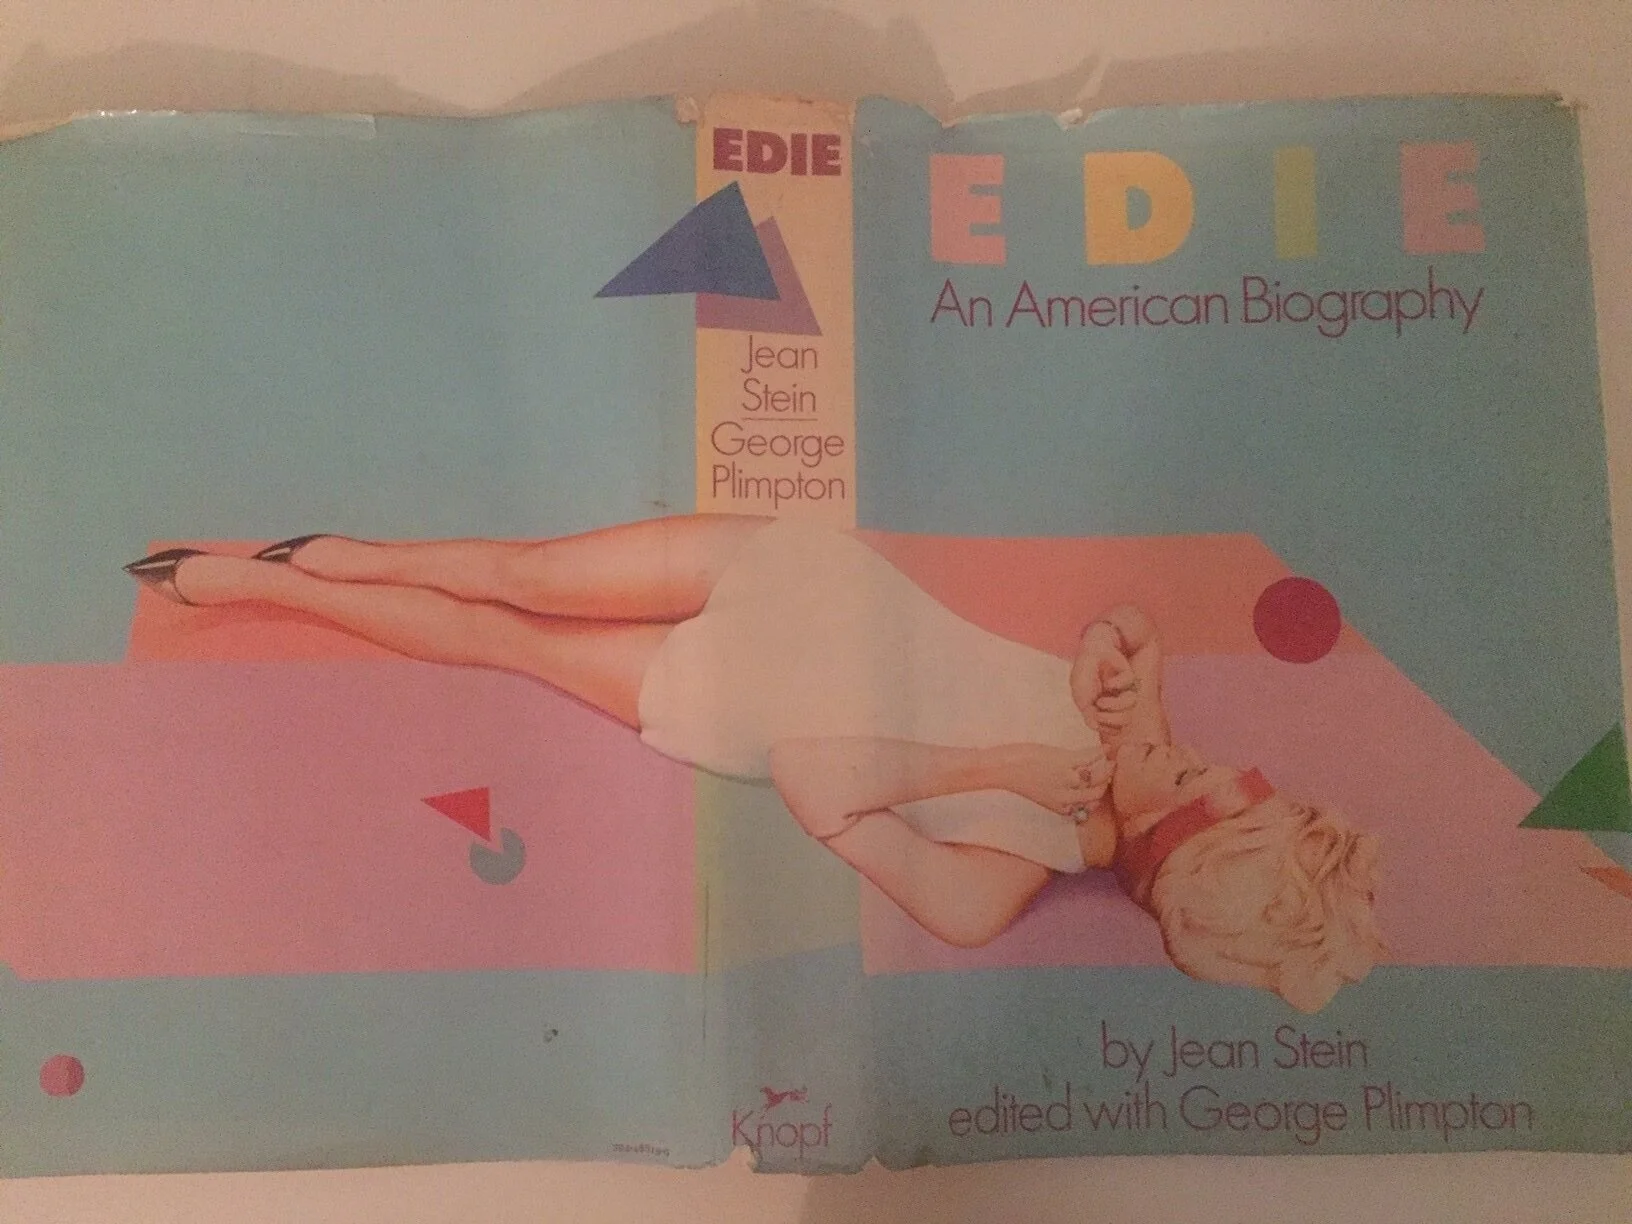 EDIE
Jean
Stein
George
Plimpton
Knopf
EDIE
An American Biography
by Jean Stein
edited with George Plimpton